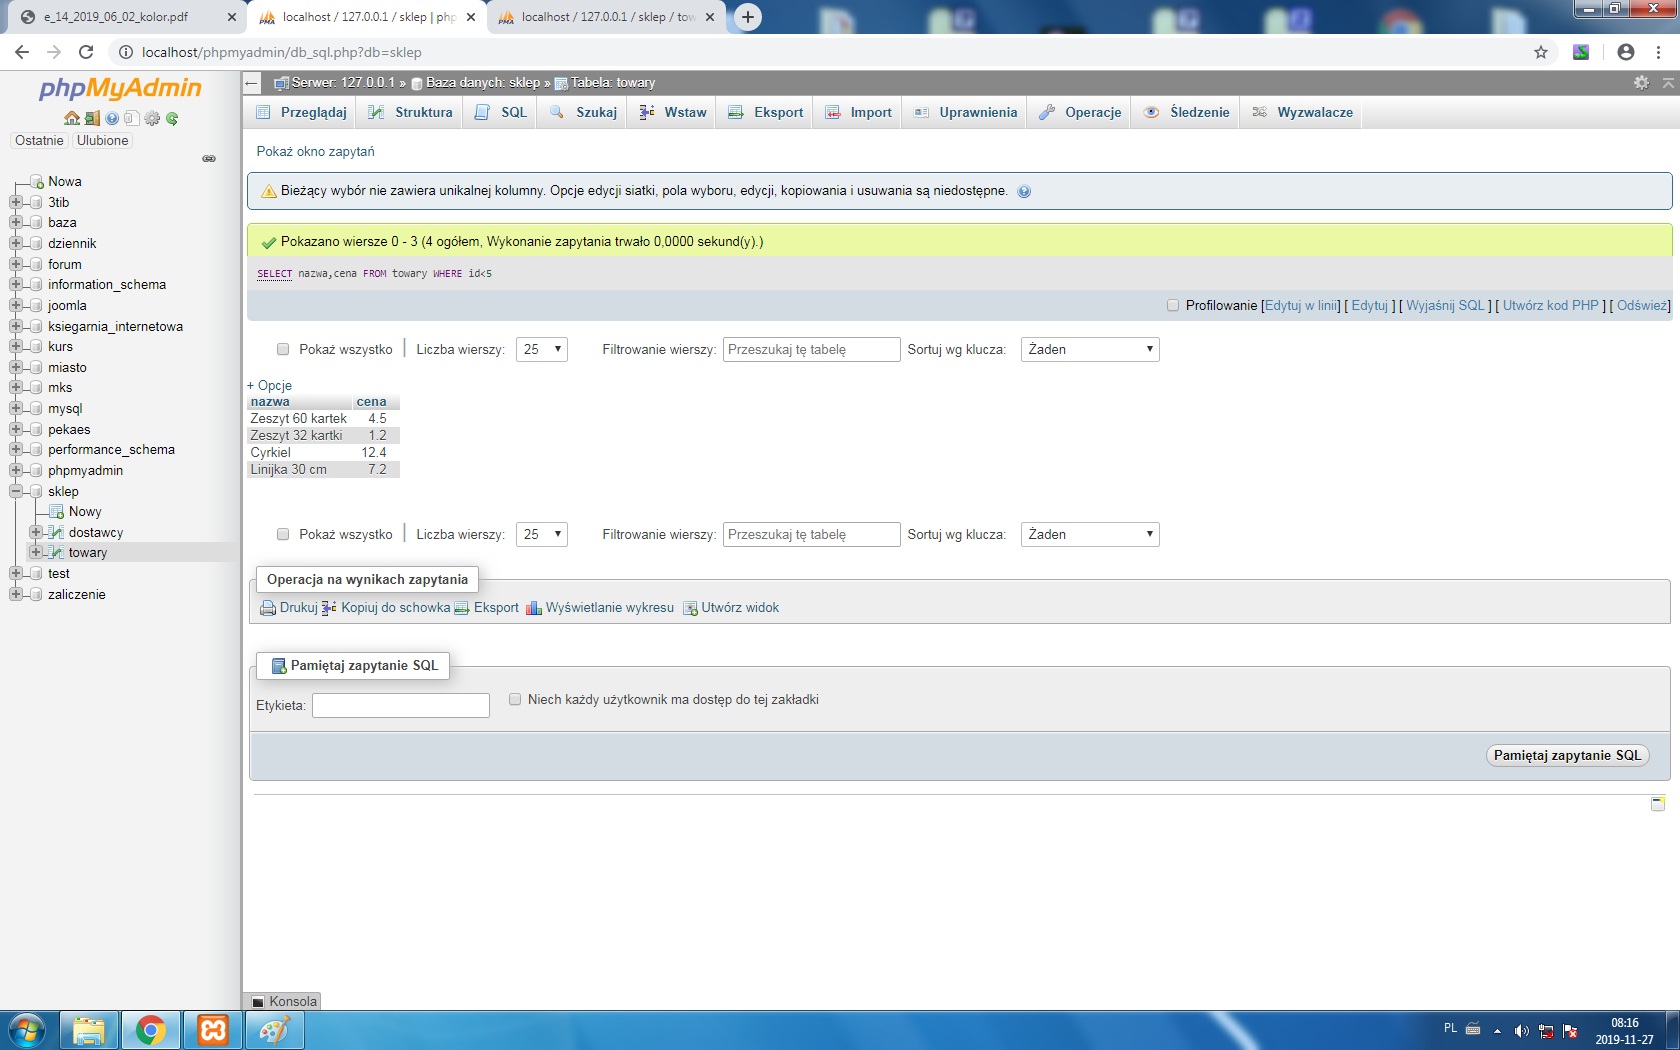 e_14_2019_06_02_kolor.pdf
localhost / 127.0.0.1 / sklep | php
localhost / 127.0.0.1 / sklep / tow
localhost/phpmyadmin/db_sql.php?db=sklep
phpMyAdmin
Ostatnie Ulubione
Nowa
3tib
baza
dziennik
forum
information_schema
joomla
ksiegarnia_internetowa
kurs
miasto
mks
mysql
pekaes
performance_schema
phpmyadmin
sklep
Nowy
dostawcy
towary
test
zaliczenie
Serwer: 127.0.0.1 » Baza danych: sklep » Tabela: towary
Przeglądaj Struktura SQL Szukaj Wstaw Eksport Import Uprawnienia Operacje Śledzenie Wyzwalacze
Pokaż okno zapytań
Bieżący wybór nie zawiera unikalnej kolumny. Opcje edycji siatki, pola wyboru, edycji, kopiowania i usuwania są niedostępne.
Pokazano wiersze 0 - 3 (4 ogółem, Wykonanie zapytania trwało 0,0000 sekund(y).)
SELECT nazwa,cena FROM towary WHERE id<5
Profilowanie [Edytuj w linii] [ Edytuj ] [ Wyjaśnij SQL ] [ Utwórz kod PHP ] [ Odśwież]
Pokaż wszystko Liczba wierszy: 25 Filtrowanie wierszy: Przeszukaj tę tabelę Sortuj wg klucza: Żaden
+ Opcje
nazwa cena
Zeszyt 60 kartek 4.5
Zeszyt 32 kartki 1.2
Cyrkiel 12.4
Linijka 30 cm 7.2
Pokaż wszystko Liczba wierszy: 25 Filtrowanie wierszy: Przeszukaj tę tabelę Sortuj wg klucza: Żaden
Operacja na wynikach zapytania
Drukuj Kopiuj do schowka Eksport Wyświetlanie wykresu Utwórz widok
Pamiętaj zapytanie SQL
Etykieta: Niech każdy użytkownik ma dostęp do tej zakładki
Pamiętaj zapytanie SQL
Konsola
PL
08:16
2019-11-27